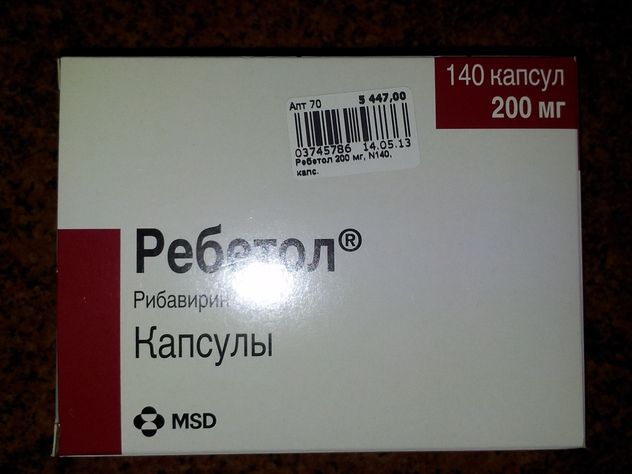 140 капсул
200 мг
Апт 70 5 447,00
03745786 14.05.13
Ребетол 200 мг, N140,
капс.
Ребетол®
Рибавирин
Капсулы
MSD